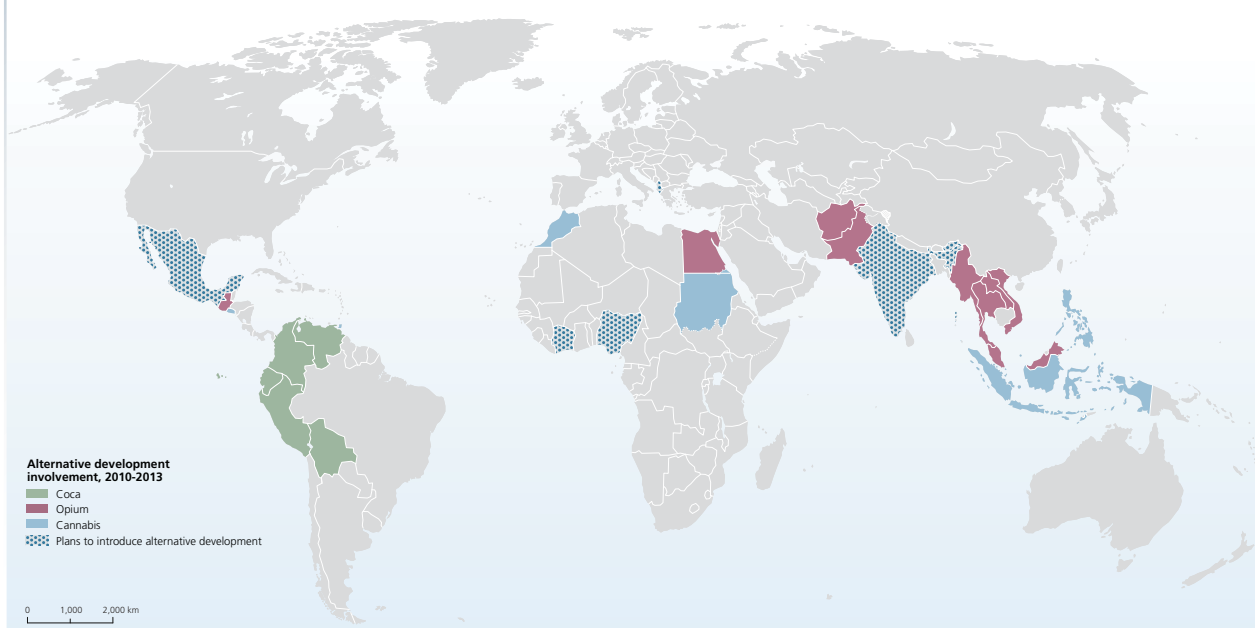 Alternative development
involvement, 2010-2013
Coca
Opium
Cannabis
Plans to introduce alternative development
0 1,000 2,000 km